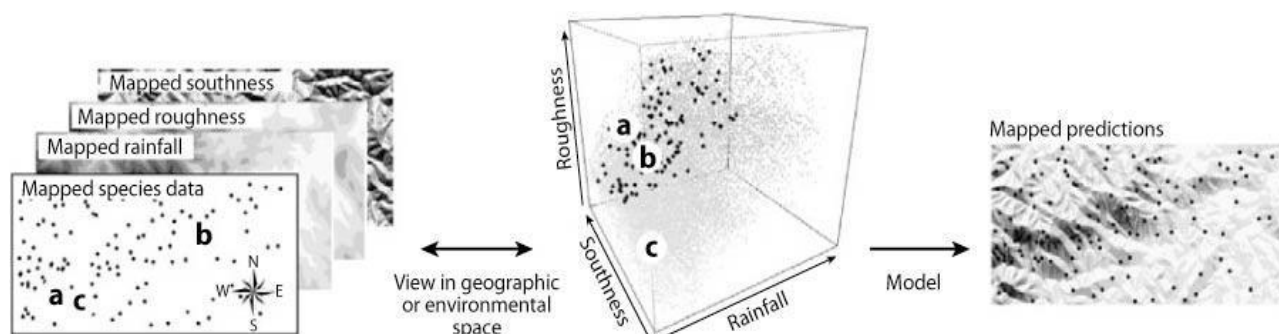 Mapped southness
Mapped roughness
Mapped rainfall
Mapped species data
b
a c
N
W E
S
View in geographic
or environmental
space
Roughness
a
b
c
Southness
Rainfall
Model
Mapped predictions